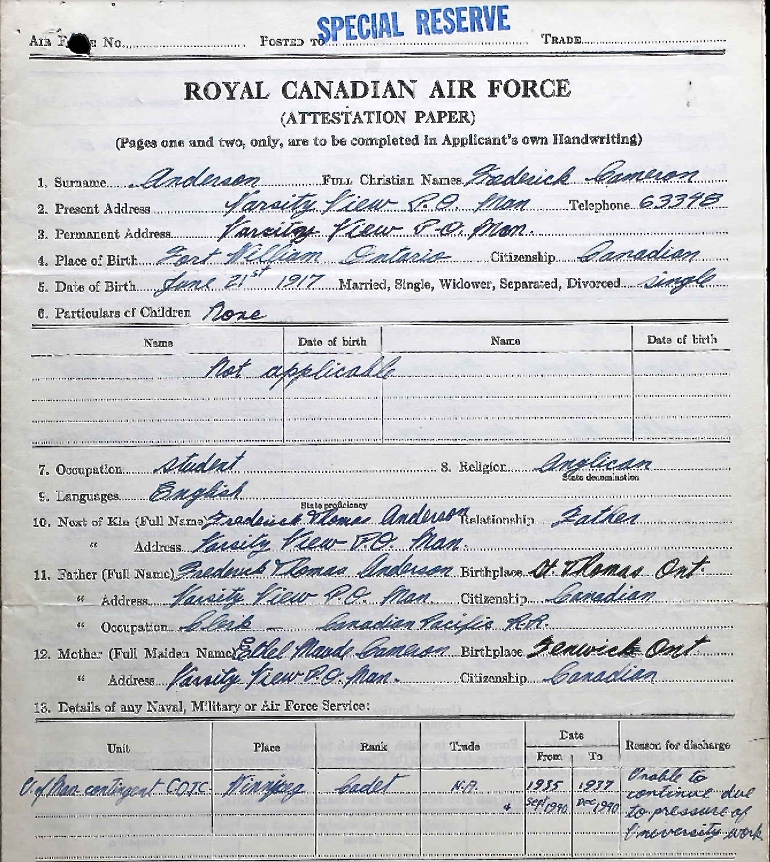 SPECIAL RESERVE
AIR FORCE No. POSTED TO TRADE
ROYAL CANADIAN AIR FORCE
(ATTESTATION PAPER)
(Pages one and two, only, are to be completed in Applicant's own Handwriting)
1. Surname Anderson FULL Christian Names Frederick Cameron
2. Present Address Varsity View P.O. Man Telephone 63398
3. Permanent Address Varsity View P.O. Man.
4. Place of Birth Fort William Ontario Citizenship Canadian
5. Date of Birth June 21st 1917 Married, Single, Widower, Separated, Divorced single
6. Particulars of Children None
Name Date of birth Name Date of birth
Not applicable
7. Occupation student 8. Religion Anglican
State denomination
9. Languages English
State proficiency
10. Next of Kin (Full Name) Frederick Thomas Anderson Relationship Father
" Address Varsity View P.O. Man.
11. Father (Full Name) Frederick Thomas Anderson Birthplace St. Thomas Ont.
" Address Varsity View P.O. Man Citizenship Canadian
" Occupation Clerk - Canadian Pacific R.R.
12. Mother (Full Maiden Name) Ethel Maude Cameron Birthplace Fenwick Ont
" Address Varsity View P.O. Man. Citizenship Canadian
13. Details of any Naval, Military or Air Force Service:
Unit Place Rank Trade Date From To Reason for discharge
U. of Man. contingent C.O.T.C. Winnipeg Cadet N.A. 1935 1937 Unable to
Sept 1940 Dec 1940 continue due
to pressure of
University work